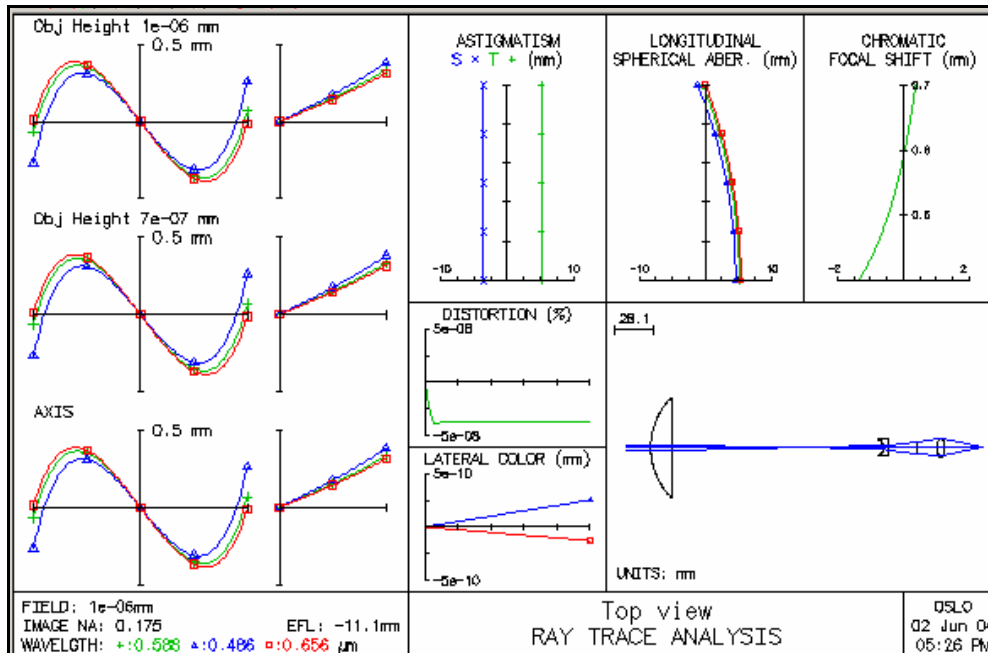 Obj Height 1e-06 mm
0.5 mm
Obj Height 7e-07 mm
0.5 mm
AXIS
0.5 mm
ASTIGMATISM
S × T + (mm)
-10 10
LONGITUDINAL
SPHERICAL ABER. (mm)
-10 10
CHROMATIC
FOCAL SHIFT (mm)
0.7
0.6
0.5
-2 2
DISTORTION (%)
5e-08
-5e-08
LATERAL COLOR (mm)
5e-10
-5e-10
28.1
UNITS: mm
FIELD: 1e-06mm
IMAGE NA: 0.175 EFL: -11.1mm
WAVELGTH: +:0.588 ▵:0.486 ▫:0.656 µm
Top view
RAY TRACE ANALYSIS
OSLO
02 Jun 04
05:26 PM